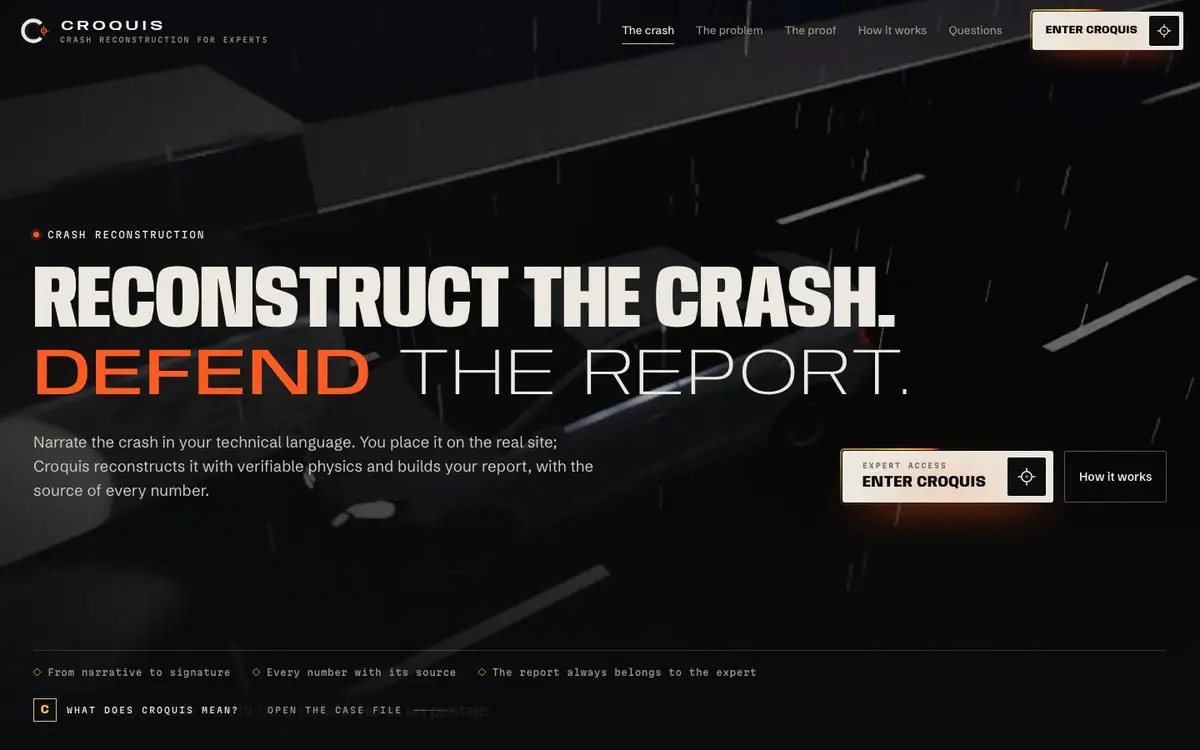 CROQUIS
CRASH RECONSTRUCTION FOR EXPERTS
The crash
The problem
The proof
How it works
Questions
ENTER CROQUIS
CRASH RECONSTRUCTION
RECONSTRUCT THE CRASH.
DEFEND THE REPORT.
Narrate the crash in your technical language. You place it on the real site;
Croquis reconstructs it with verifiable physics and builds your report, with the
source of every number.
EXPERT ACCESS
ENTER CROQUIS
How it works
From narrative to signature
Every number with its source
The report always belongs to the expert
C
WHAT DOES CROQUIS MEAN?
OPEN THE CASE FILE
un peritaje.